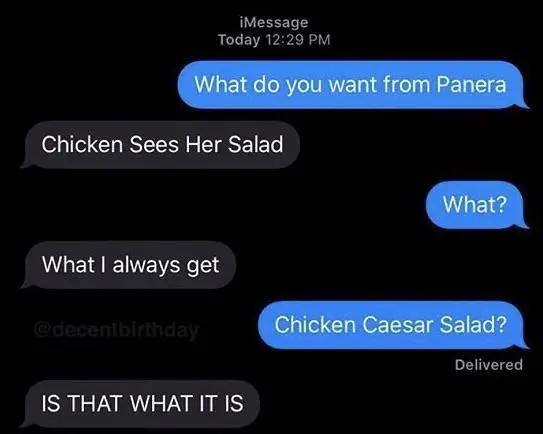 iMessage
Today 12:29 PM
What do you want from Panera
Chicken Sees Her Salad
What?
What I always get
@decentbirthday
Chicken Caesar Salad?
Delivered
IS THAT WHAT IT IS